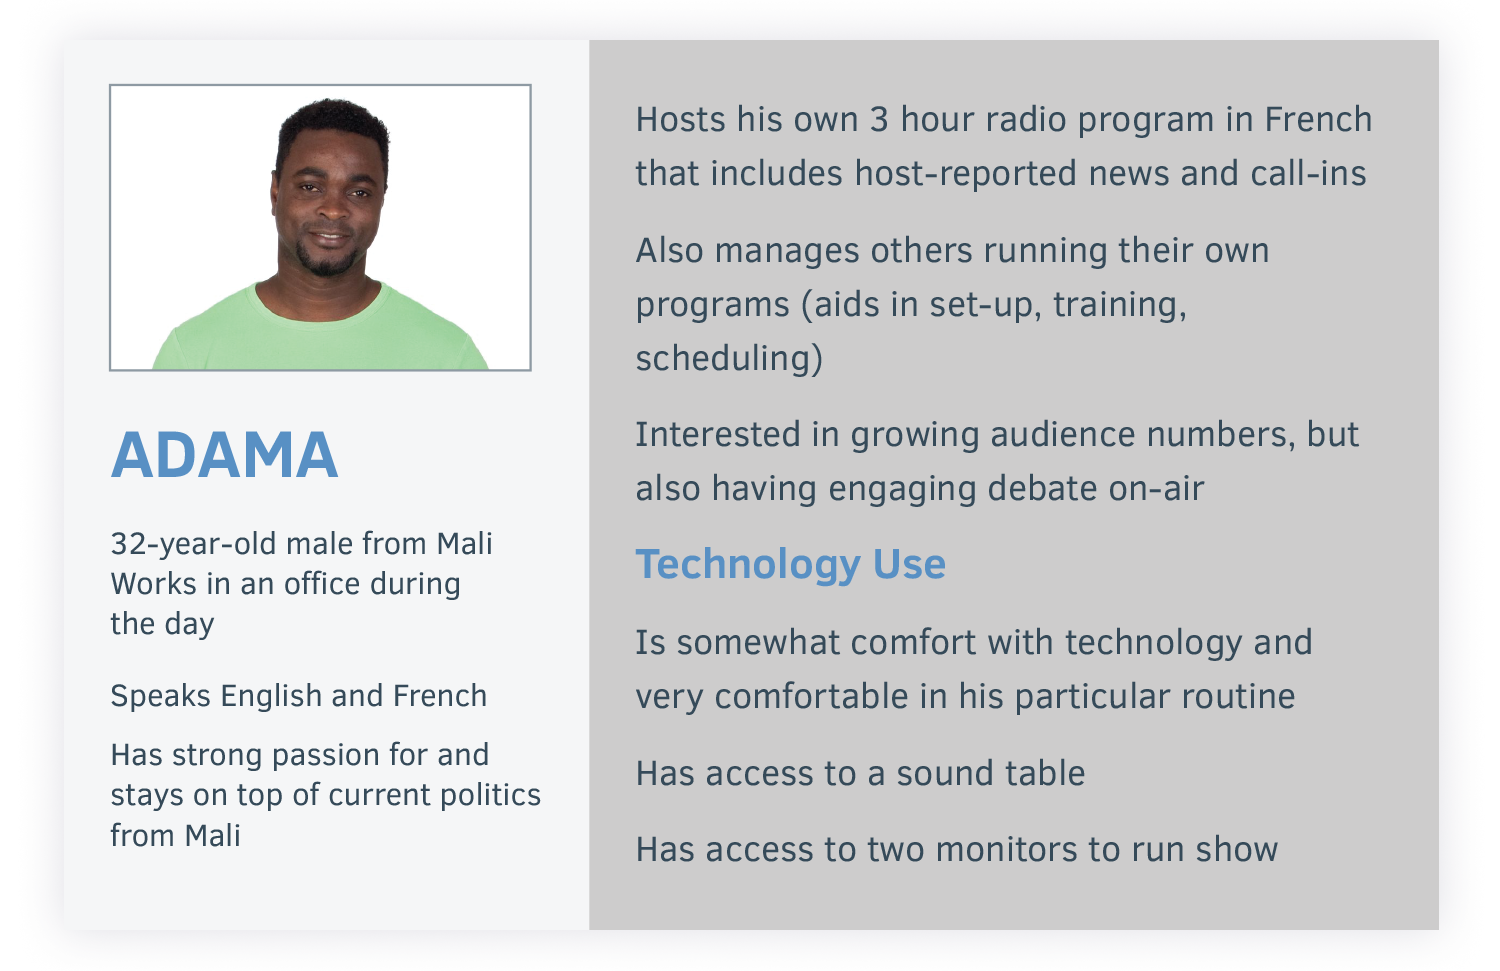 ADAMA
32-year-old male from Mali
Works in an office during
the day
Speaks English and French
Has strong passion for and
stays on top of current politics
from Mali
Hosts his own 3 hour radio program in French
that includes host-reported news and call-ins
Also manages others running their own
programs (aids in set-up, training,
scheduling)
Interested in growing audience numbers, but
also having engaging debate on-air
Technology Use
Is somewhat comfort with technology and
very comfortable in his particular routine
Has access to a sound table
Has access to two monitors to run show